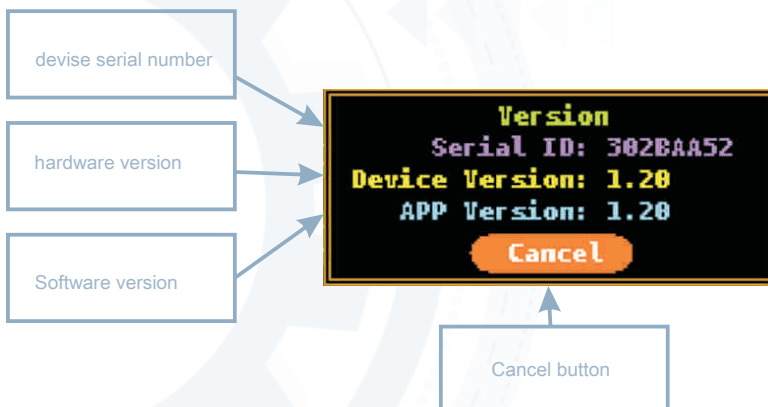 devise serial number
hardware version
Software version
Version
Serial ID: 302BAA52
Device Version: 1.20
APP Version: 1.20
Cancel
Cancel button